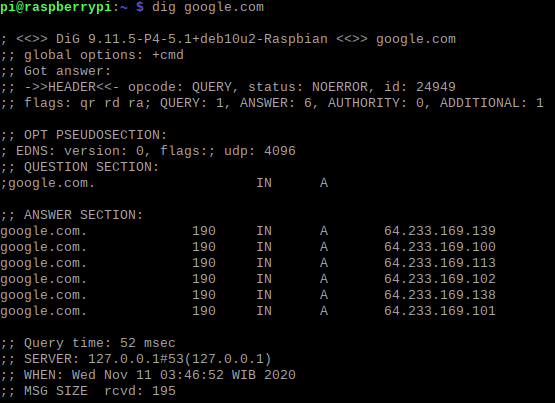 pi@raspberrypi:~ $ dig google.com
; <<>> DiG 9.11.5-P4-5.1+deb10u2-Raspbian <<>> google.com
;; global options: +cmd
;; Got answer:
;; ->>HEADER<<- opcode: QUERY, status: NOERROR, id: 24949
;; flags: qr rd ra; QUERY: 1, ANSWER: 6, AUTHORITY: 0, ADDITIONAL: 1
;; OPT PSEUDOSECTION:
; EDNS: version: 0, flags:; udp: 4096
;; QUESTION SECTION:
;google.com. IN A
;; ANSWER SECTION:
google.com. 190 IN A 64.233.169.139
google.com. 190 IN A 64.233.169.100
google.com. 190 IN A 64.233.169.113
google.com. 190 IN A 64.233.169.102
google.com. 190 IN A 64.233.169.138
google.com. 190 IN A 64.233.169.101
;; Query time: 52 msec
;; SERVER: 127.0.0.1#53(127.0.0.1)
;; WHEN: Wed Nov 11 03:46:52 WIB 2020
;; MSG SIZE rcvd: 195